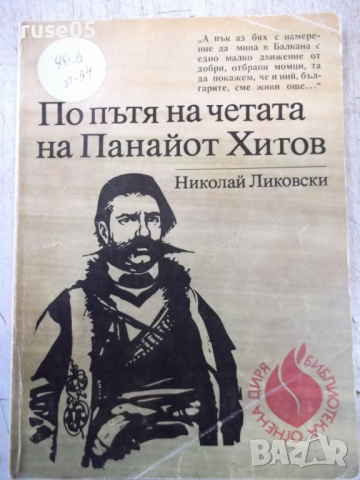 ruse05
941.6
„А пък аз бях с намере-
ние да мина в Балкана с
едно малко движение от
добри, отбрани момци, та
да покажем, че и ний, бъл-
гарите, сме живи още...“
По пътя на четата
на Панайот Хитов
Николай Ликовски
БИБЛИОТЕКА ОГНЕНА ДИРЯ
bazar